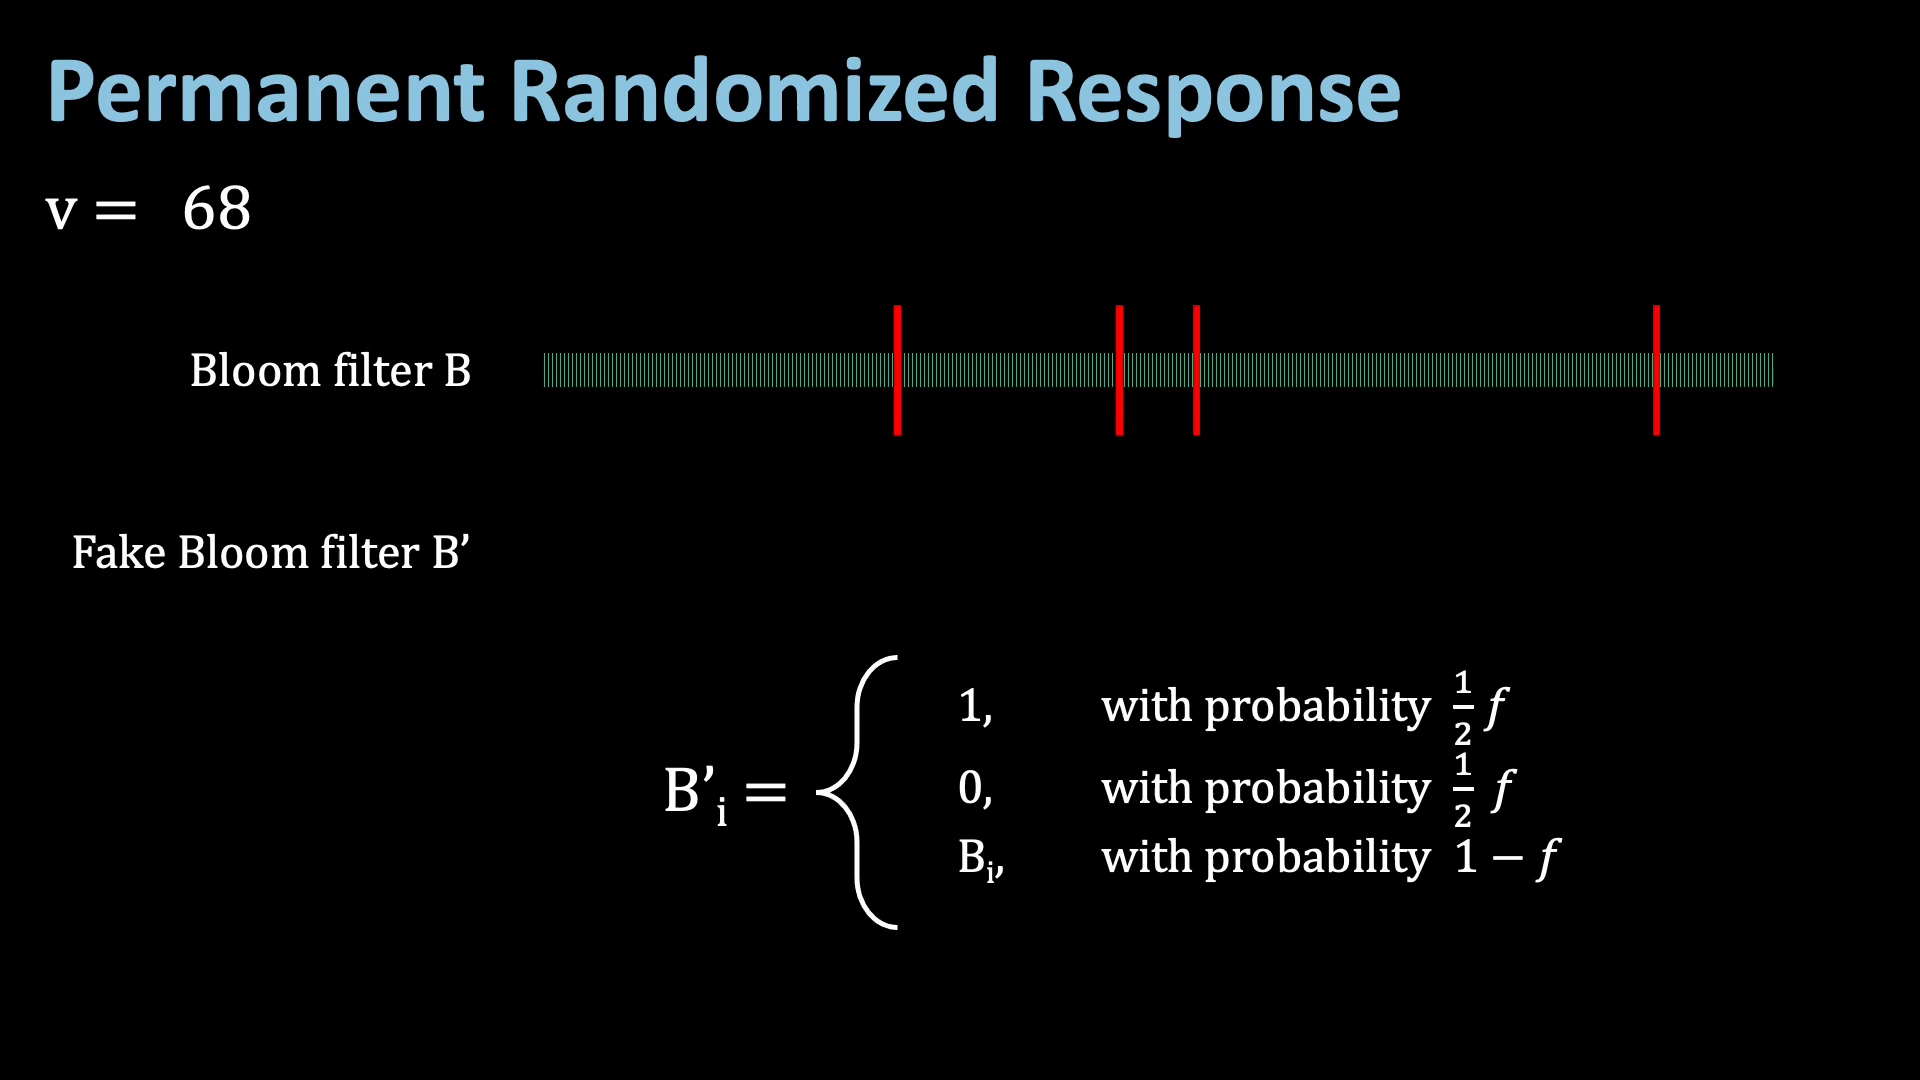 Permanent Randomized Response
v = 68
Bloom filter B
Fake Bloom filter B’
1, with probability ½ f
B’ᵢ = 0, with probability ½ f
Bᵢ, with probability 1 − f